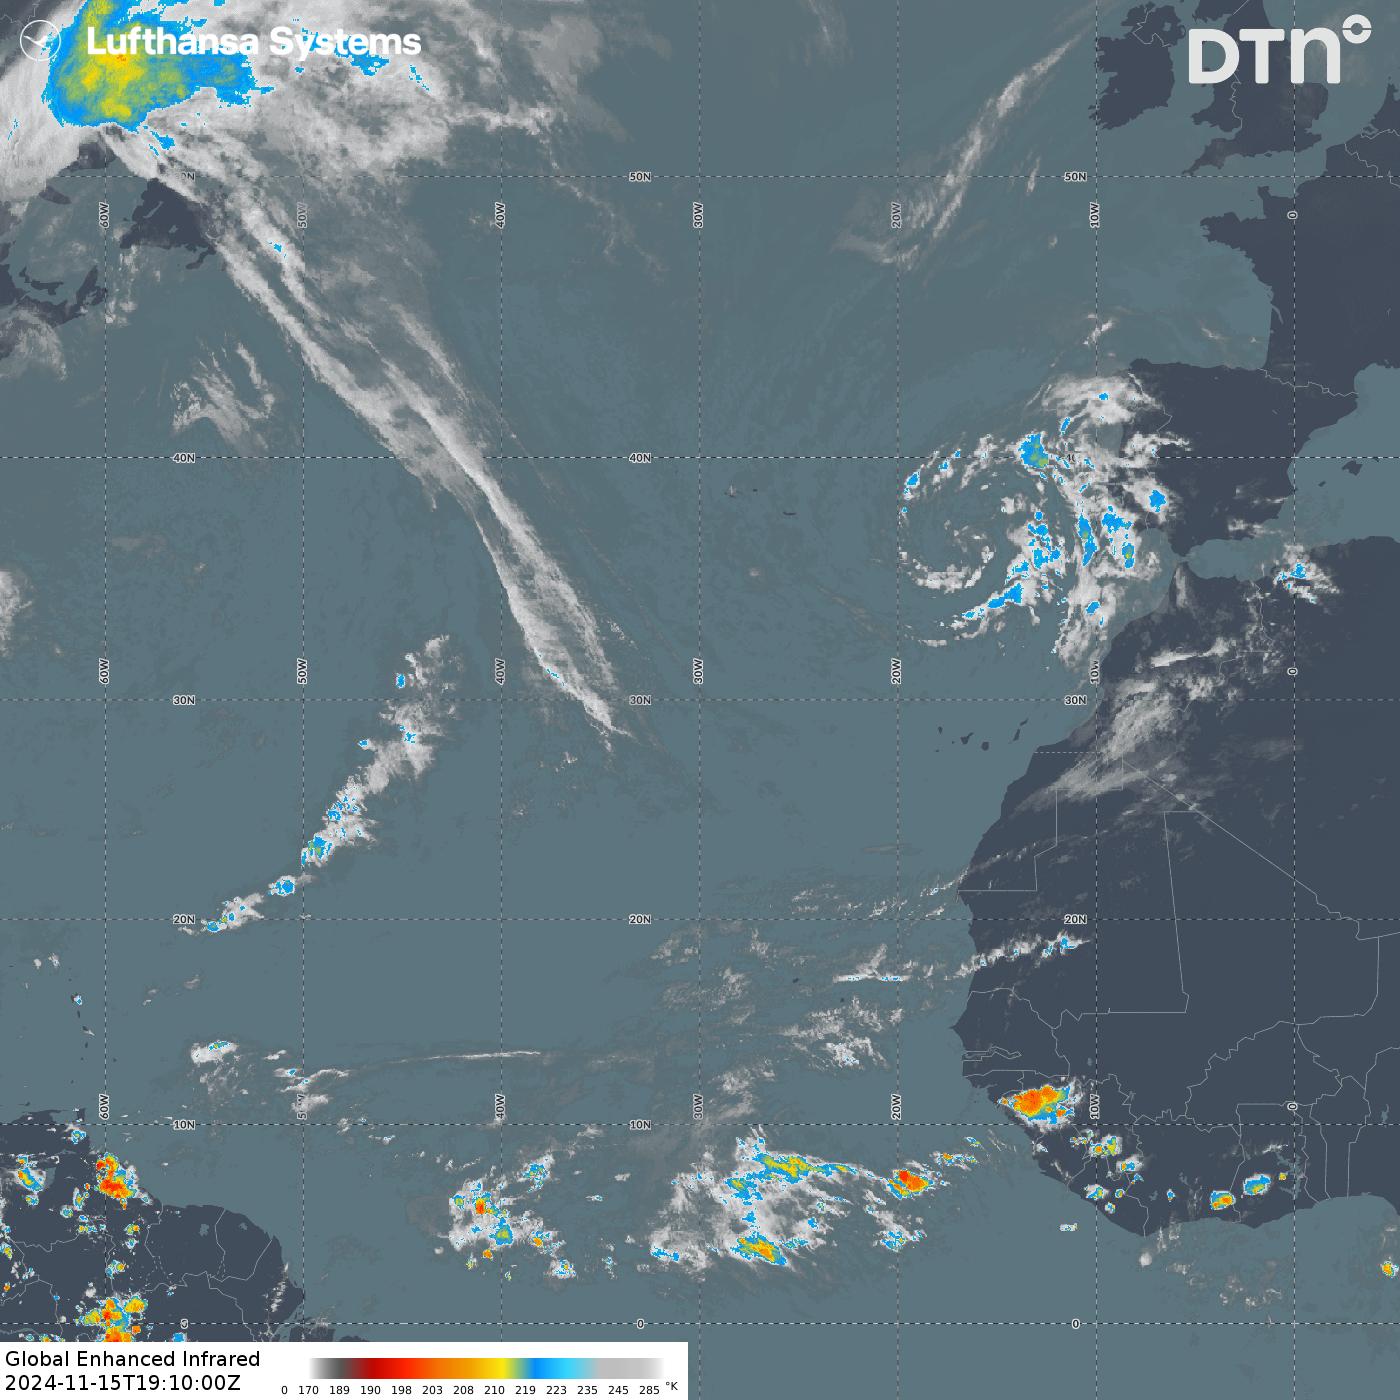 Lufthansa Systems
DTN
50N 50N
60W 50W 40W 30W 20W 10W 0
40N 40N
60W 50W 40W 30W 20W 10W 0
30N 30N 30N
20N 20N 20N
60W 40W 30W 20W 10W 0
10N 10N
0 0
Global Enhanced Infrared
2024-11-15T19:10:00Z
0 170 189 190 198 203 208 210 219 223 235 245 285 °K